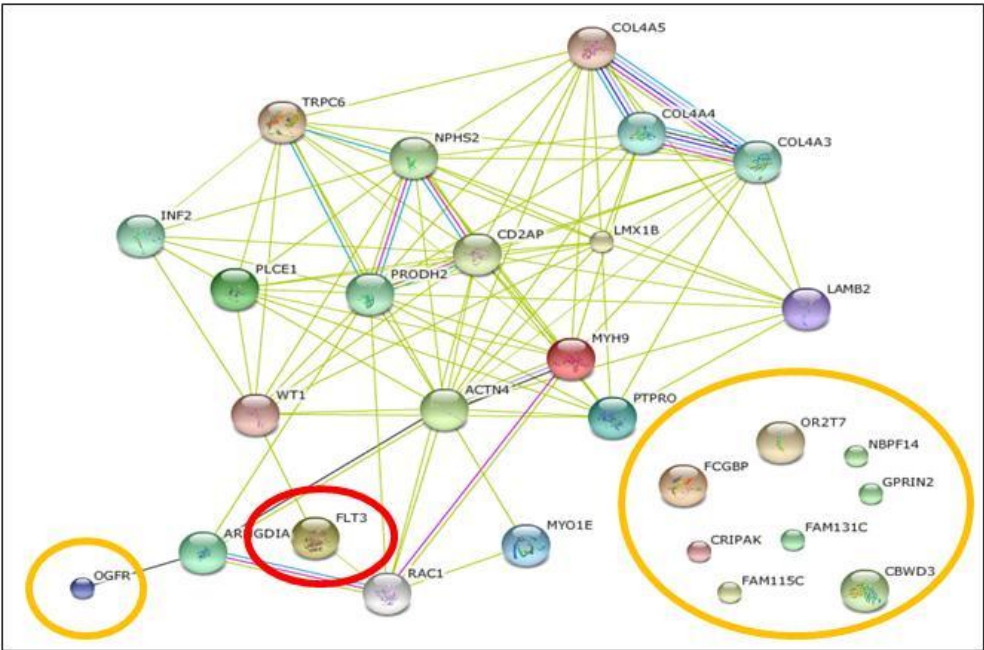 COL4A5
TRPC6
COL4A4
NPHS2
COL4A3
INF2
LMX1B
CD2AP
PLCE1
PRODH2
LAMB2
MYH9
WT1
ACTN4
PTPRO
OR2T7
NBPF14
FCGBP
GPRIN2
FLT3
ARHGDIA
MYO1E
FAM131C
CRIPAK
OGFR
RAC1
FAM115C
CBWD3